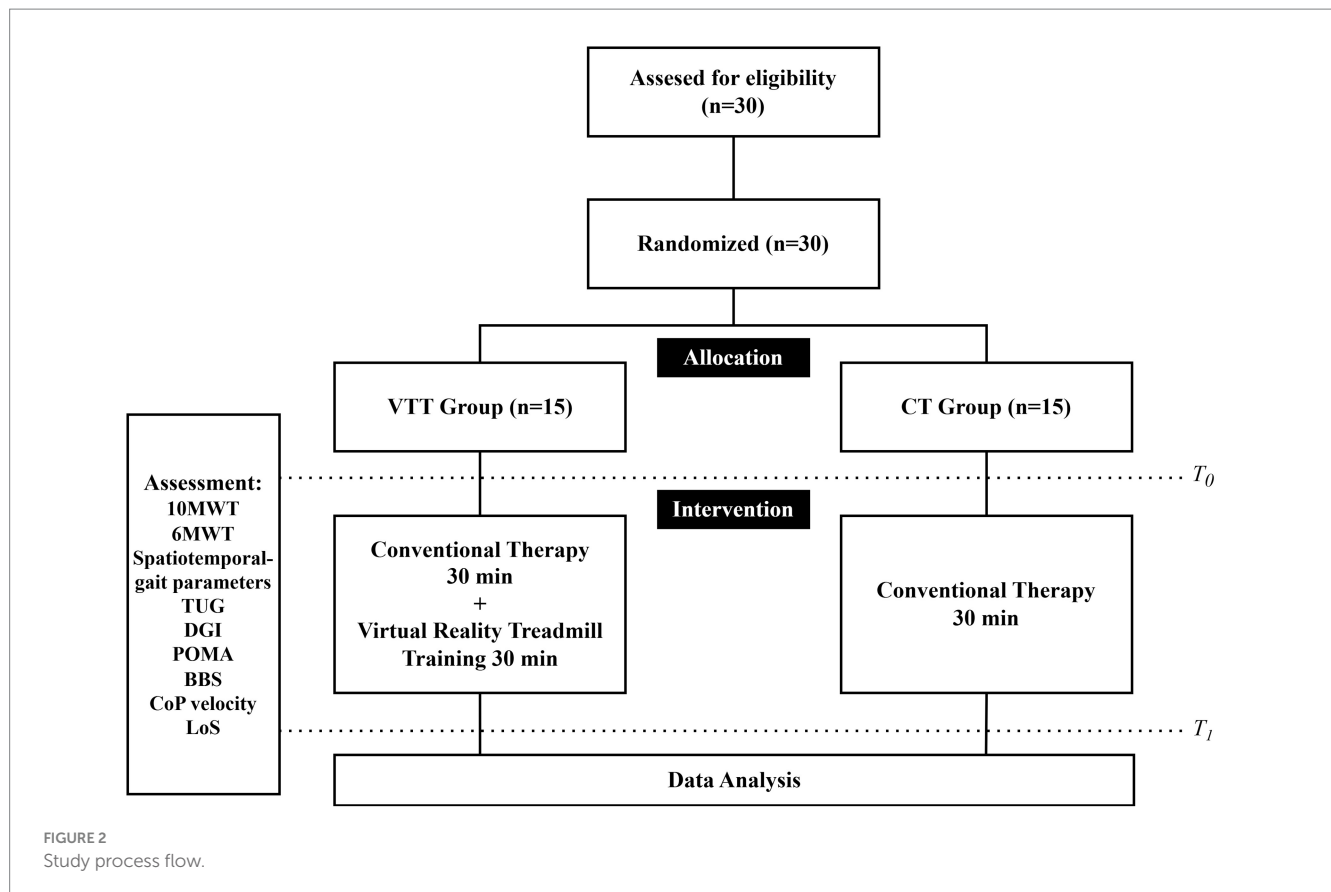 Assesed for eligibility
(n=30)
Randomized (n=30)
Allocation
VTT Group (n=15)
CT Group (n=15)
T0
Assessment:
10MWT
6MWT
Spatiotemporal-
gait parameters
TUG
DGI
POMA
BBS
CoP velocity
LoS
Intervention
Conventional Therapy
30 min
+
Virtual Reality Treadmill
Training 30 min
Conventional Therapy
30 min
T1
Data Analysis
FIGURE 2
Study process flow.